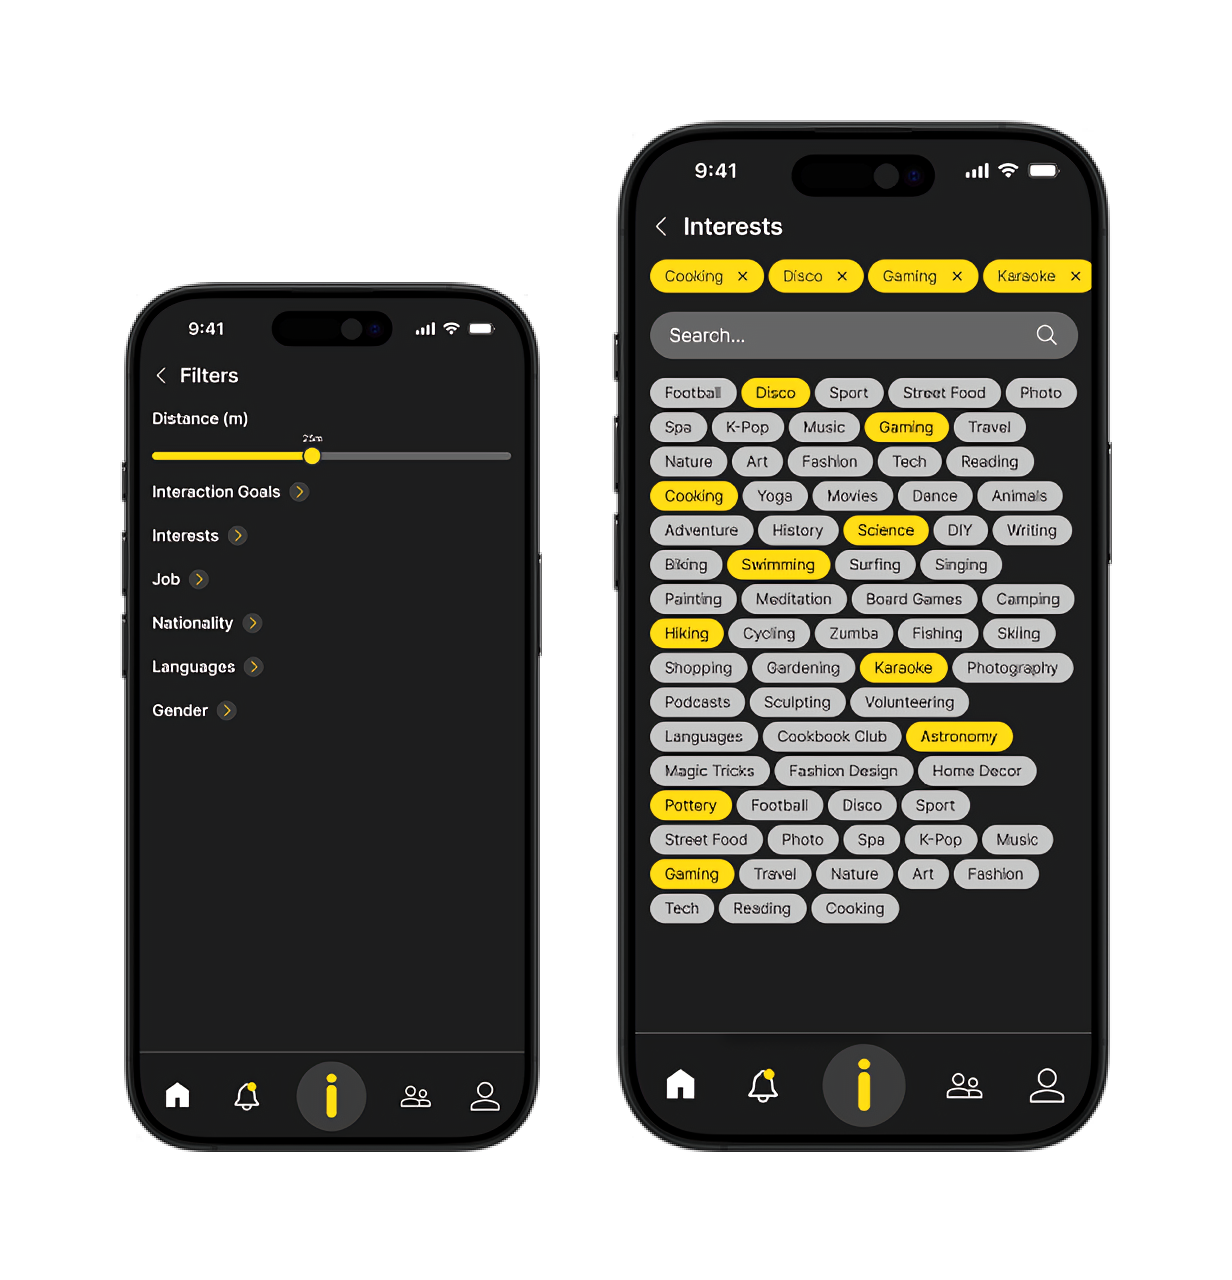 9:41
Filters
Distance (m)
25m
Interaction Goals
Interests
Job
Nationality
Languages
Gender
9:41
Interests
Cooking × Disco × Gaming × Karaoke ×
Search...
Football Disco Sport Street Food Photo
Spa K-Pop Music Gaming Travel
Nature Art Fashion Tech Reading
Cooking Yoga Movies Dance Animals
Adventure History Science DIY Writing
Biking Swimming Surfing Singing
Painting Meditation Board Games Camping
Hiking Cycling Zumba Fishing Skiing
Shopping Gardening Karaoke Photography
Podcasts Sculpting Volunteering
Languages Cookbook Club Astronomy
Magic Tricks Fashion Design Home Decor
Pottery Football Disco Sport
Street Food Photo Spa K-Pop Music
Gaming Travel Nature Art Fashion
Tech Reading Cooking